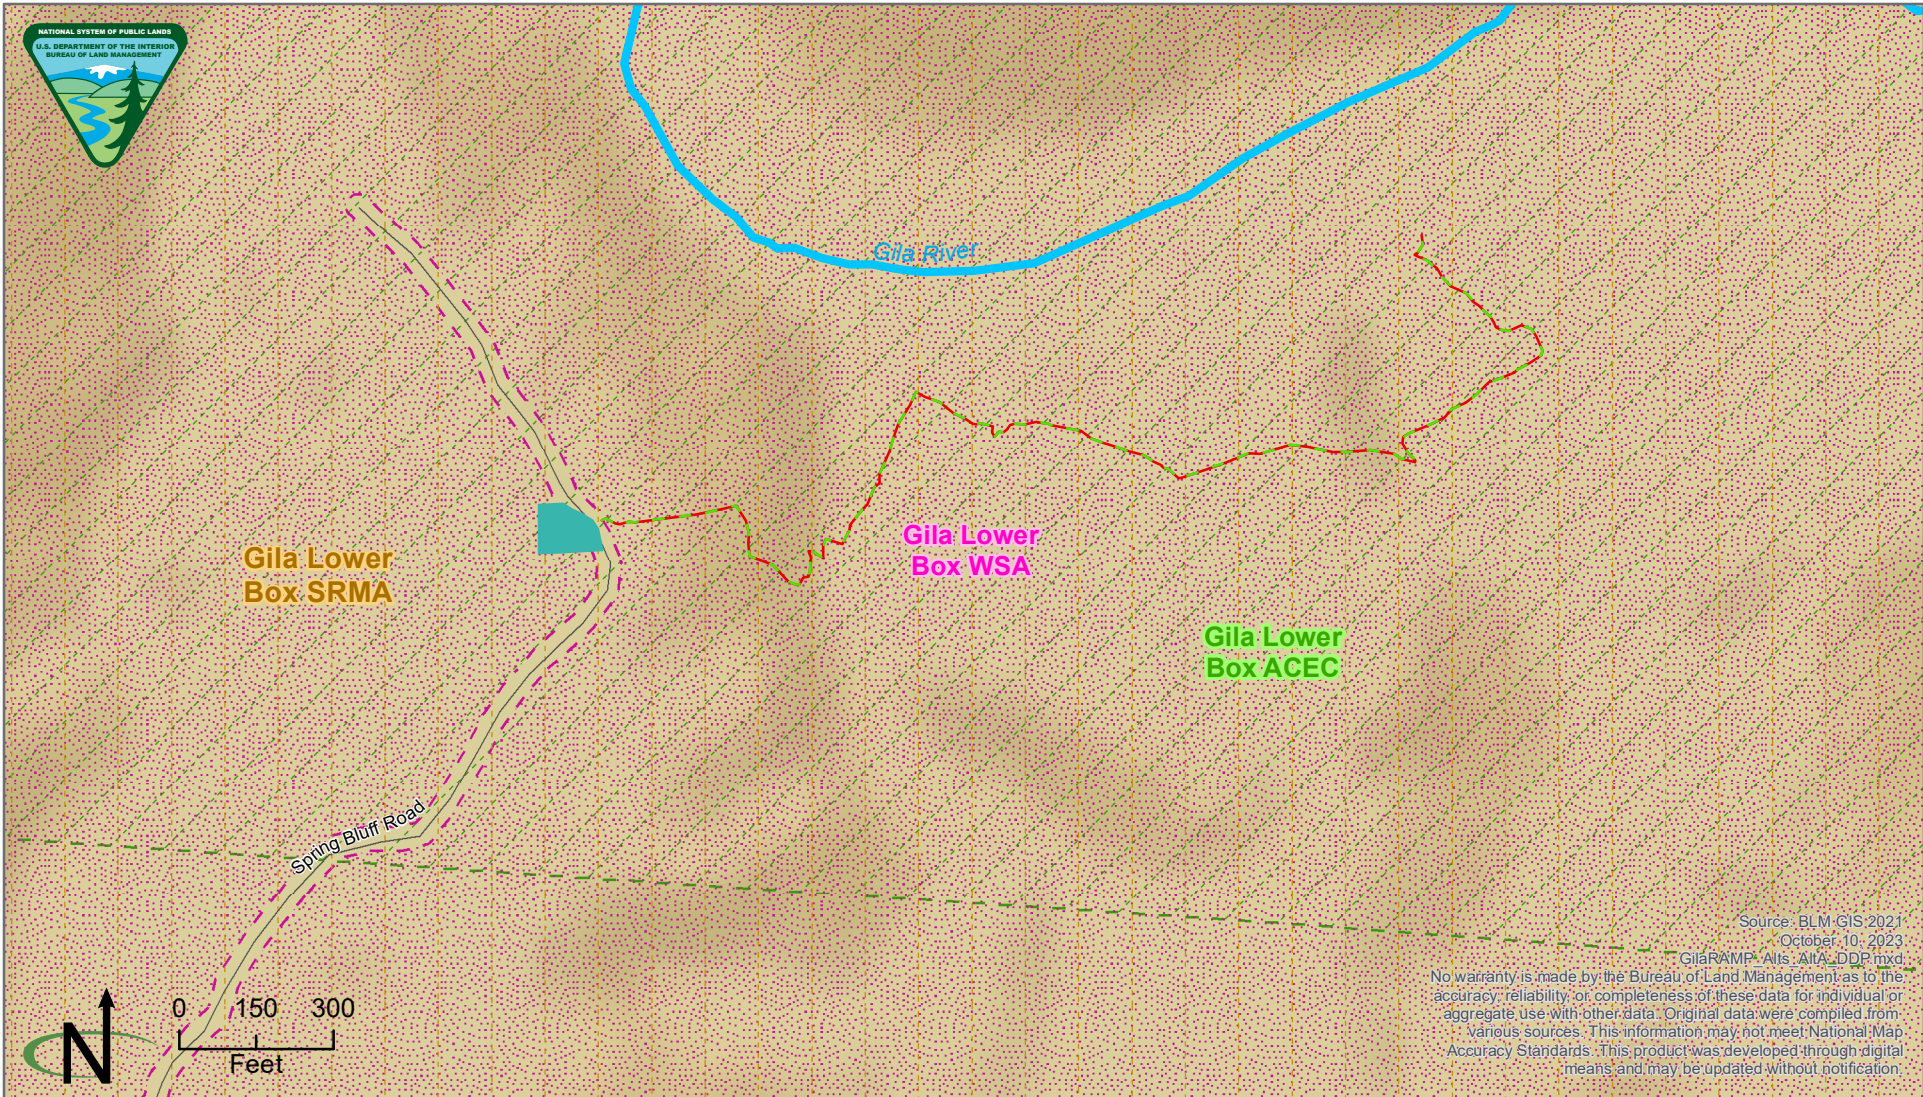 NATIONAL SYSTEM OF PUBLIC LANDS
U.S. DEPARTMENT OF THE INTERIOR
BUREAU OF LAND MANAGEMENT
Gila River
Gila Lower
Box SRMA
Gila Lower
Box WSA
Gila Lower
Box ACEC
Spring Bluff Road
N
0 150 300
Feet
Source: BLM GIS 2021
October 10, 2023
GilaRAMP_Alts_AltA_DDP.mxd
No warranty is made by the Bureau of Land Management as to the
accuracy, reliability, or completeness of these data for individual or
aggregate use with other data. Original data were compiled from
various sources. This information may not meet National Map
Accuracy Standards. This product was developed through digital
means and may be updated without notification.